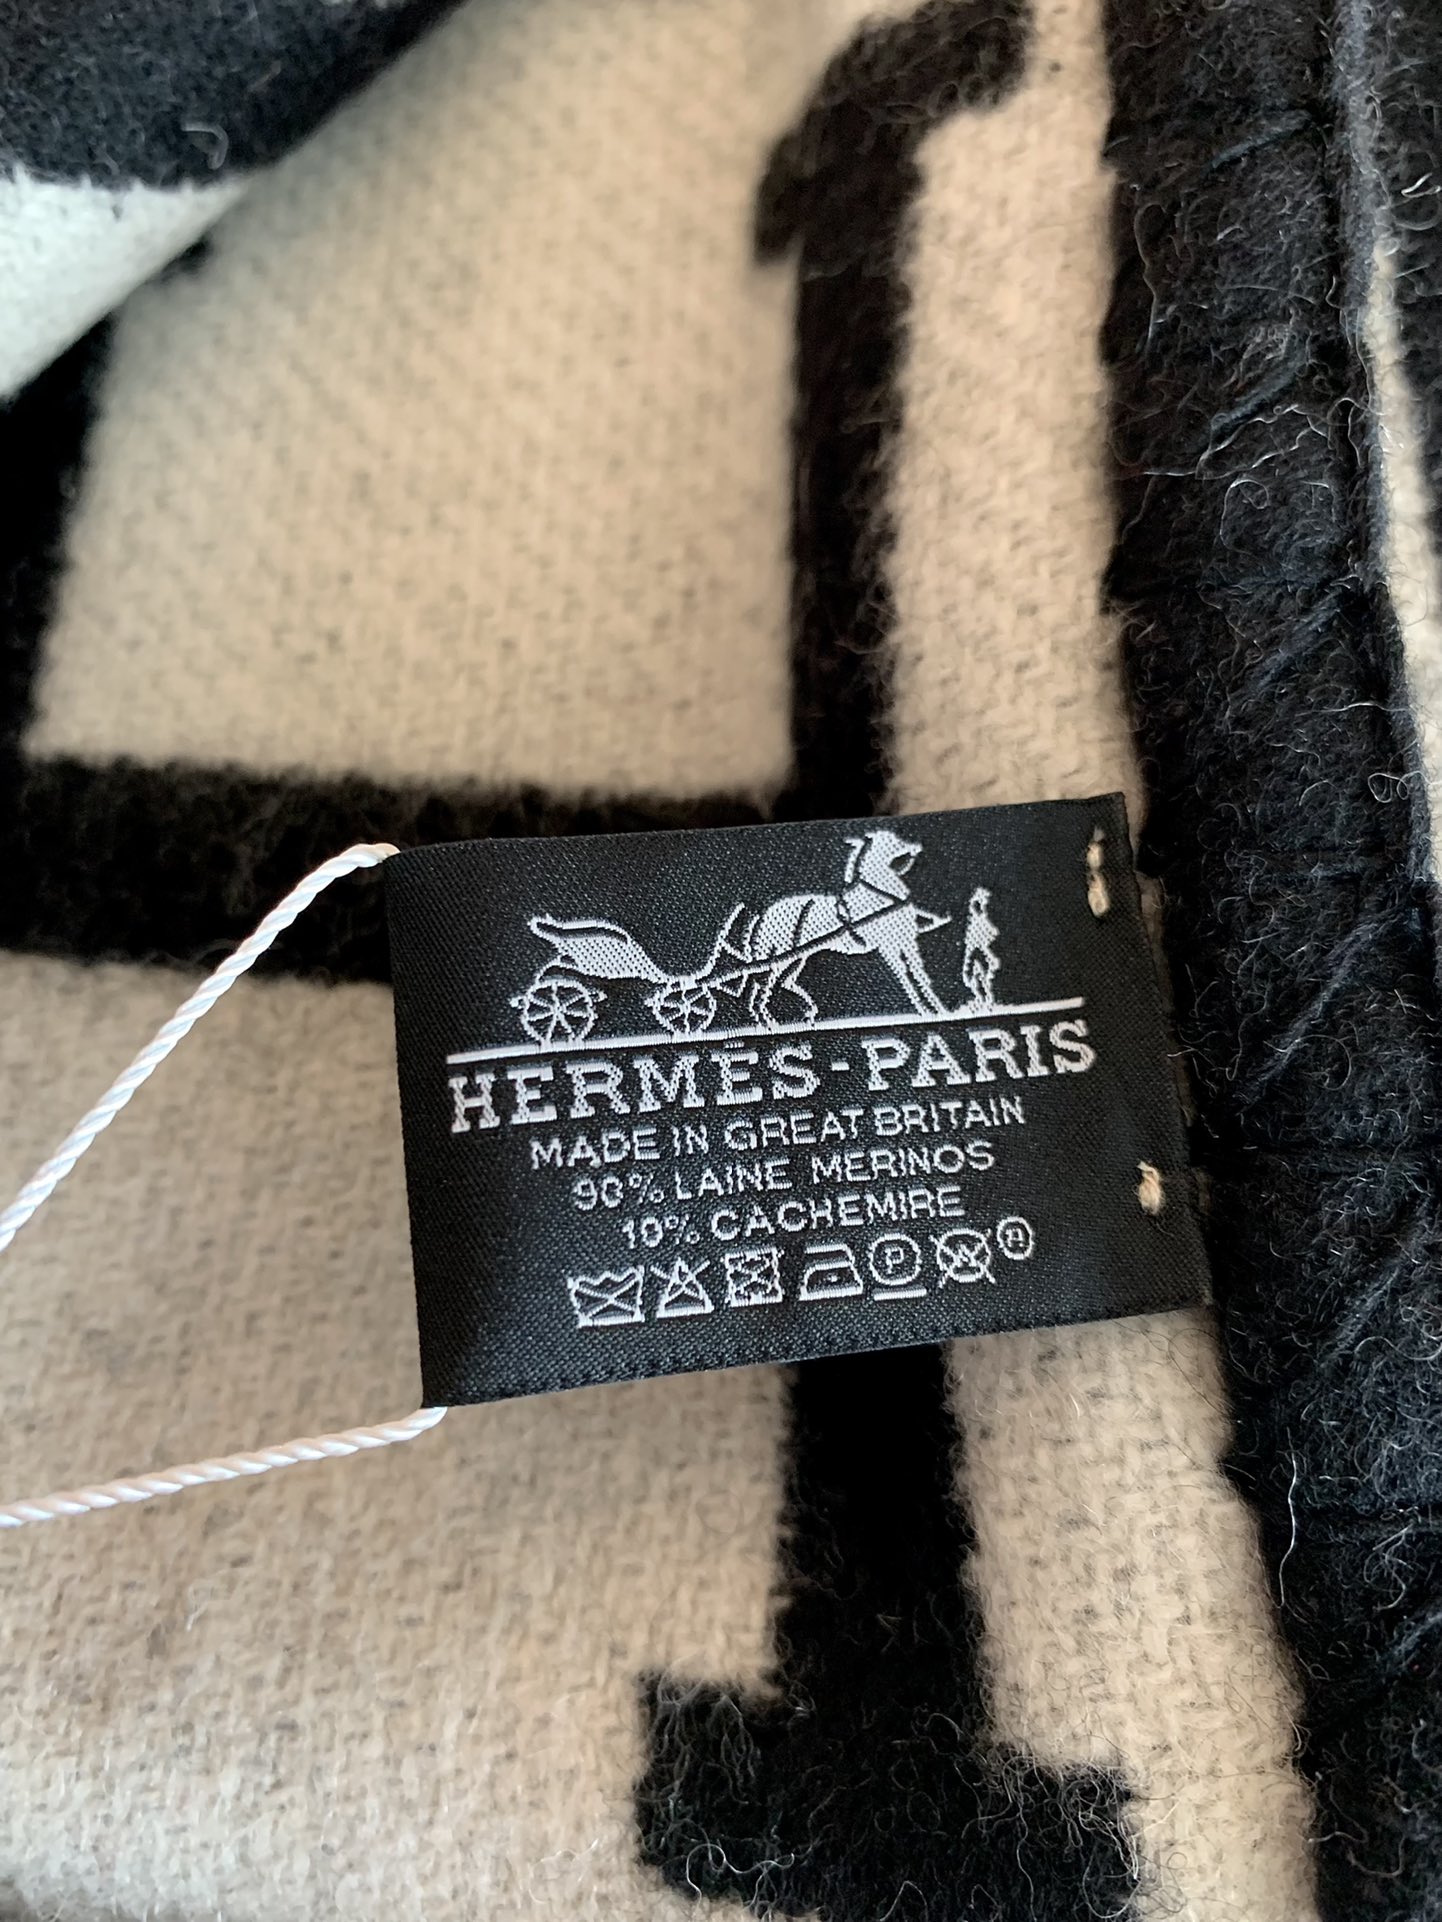 HERMÈS-PARIS
MADE IN GREAT BRITAIN
90% LAINE MERINOS
10% CACHEMIRE
P A ®